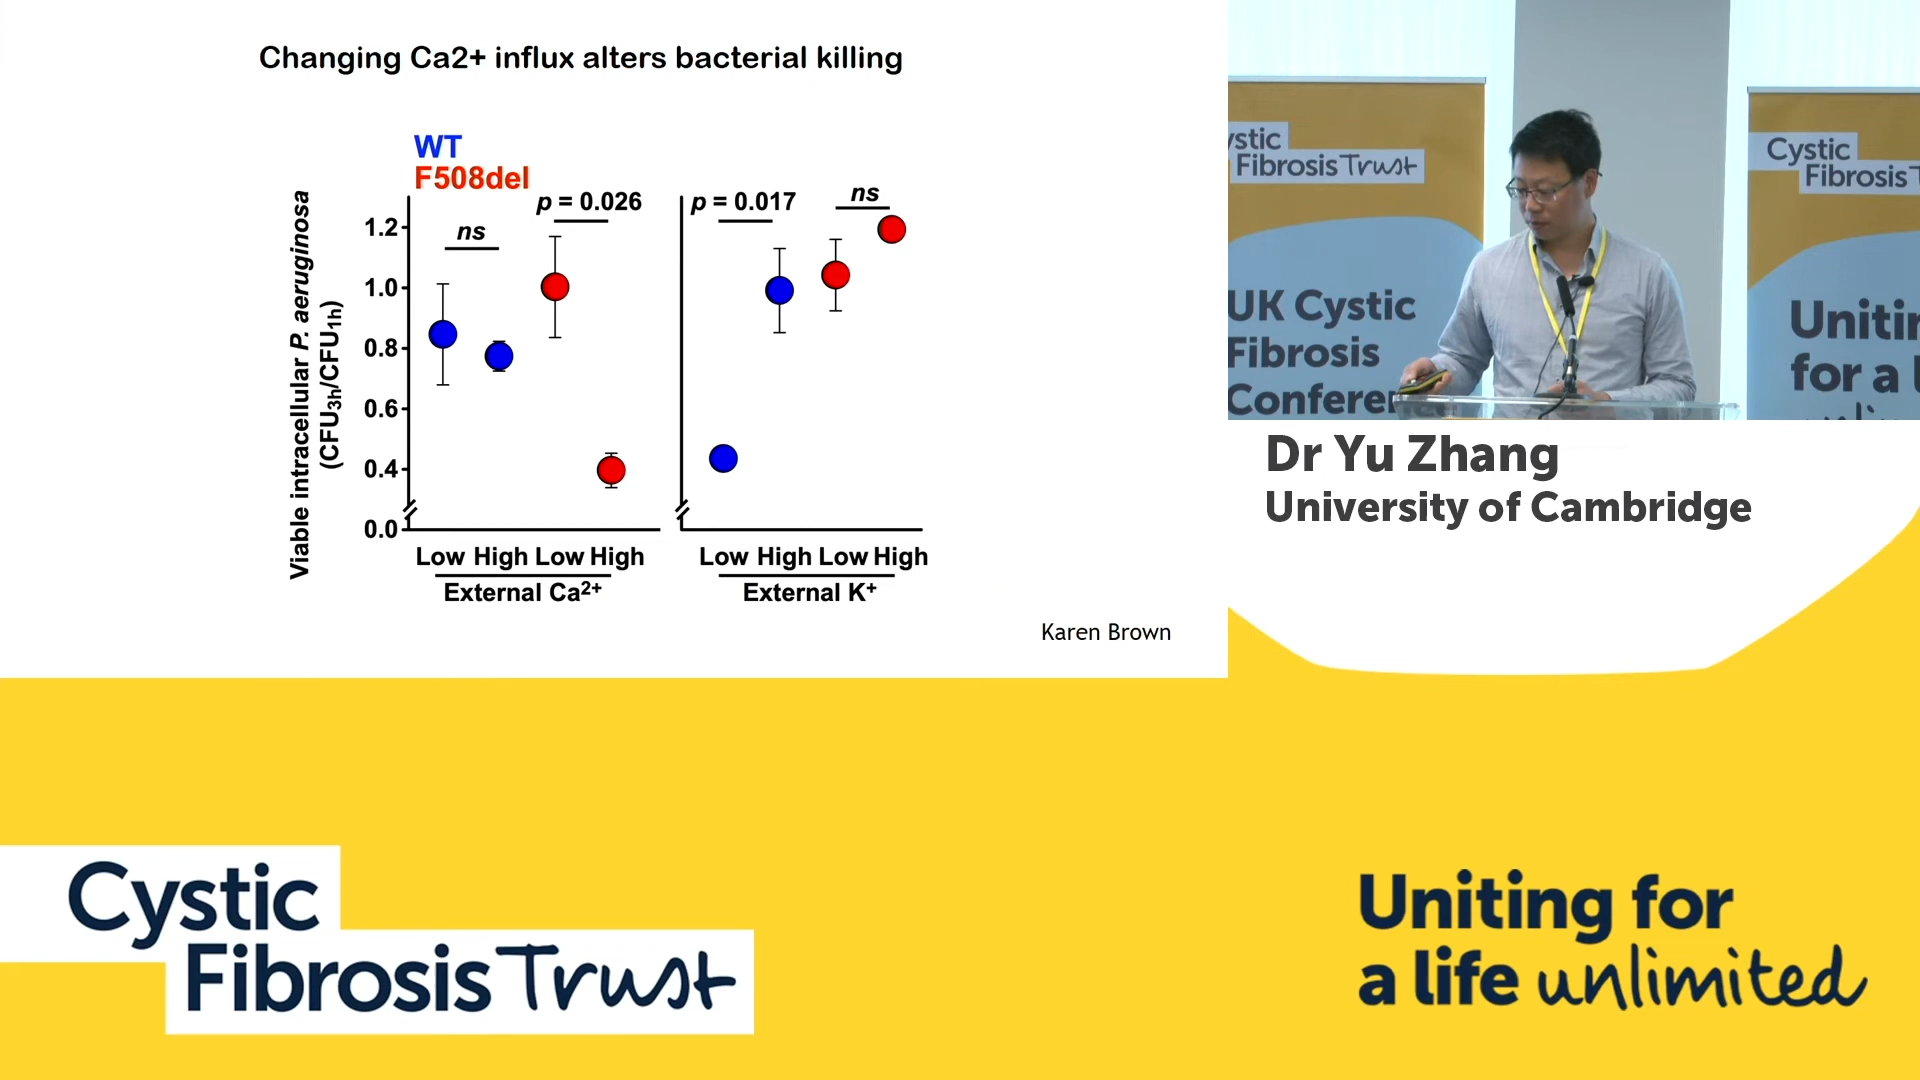 Changing Ca2+ influx alters bacterial killing
WT
F508del
Viable intracellular P. aeruginosa
(CFU3h/CFU1h)
1.2
1.0
0.8
0.6
0.4
0.0
ns
p = 0.026
p = 0.017
ns
Low High Low High
External Ca2+
Low High Low High
External K+
Karen Brown
ystic
Fibrosis Trust
UK Cystic
Fibrosis
Conferen
Cystic
Fibrosis T
Unitin
for a l
Dr Yu Zhang
University of Cambridge
Cystic
Fibrosis Trust
Uniting for
a life unlimited